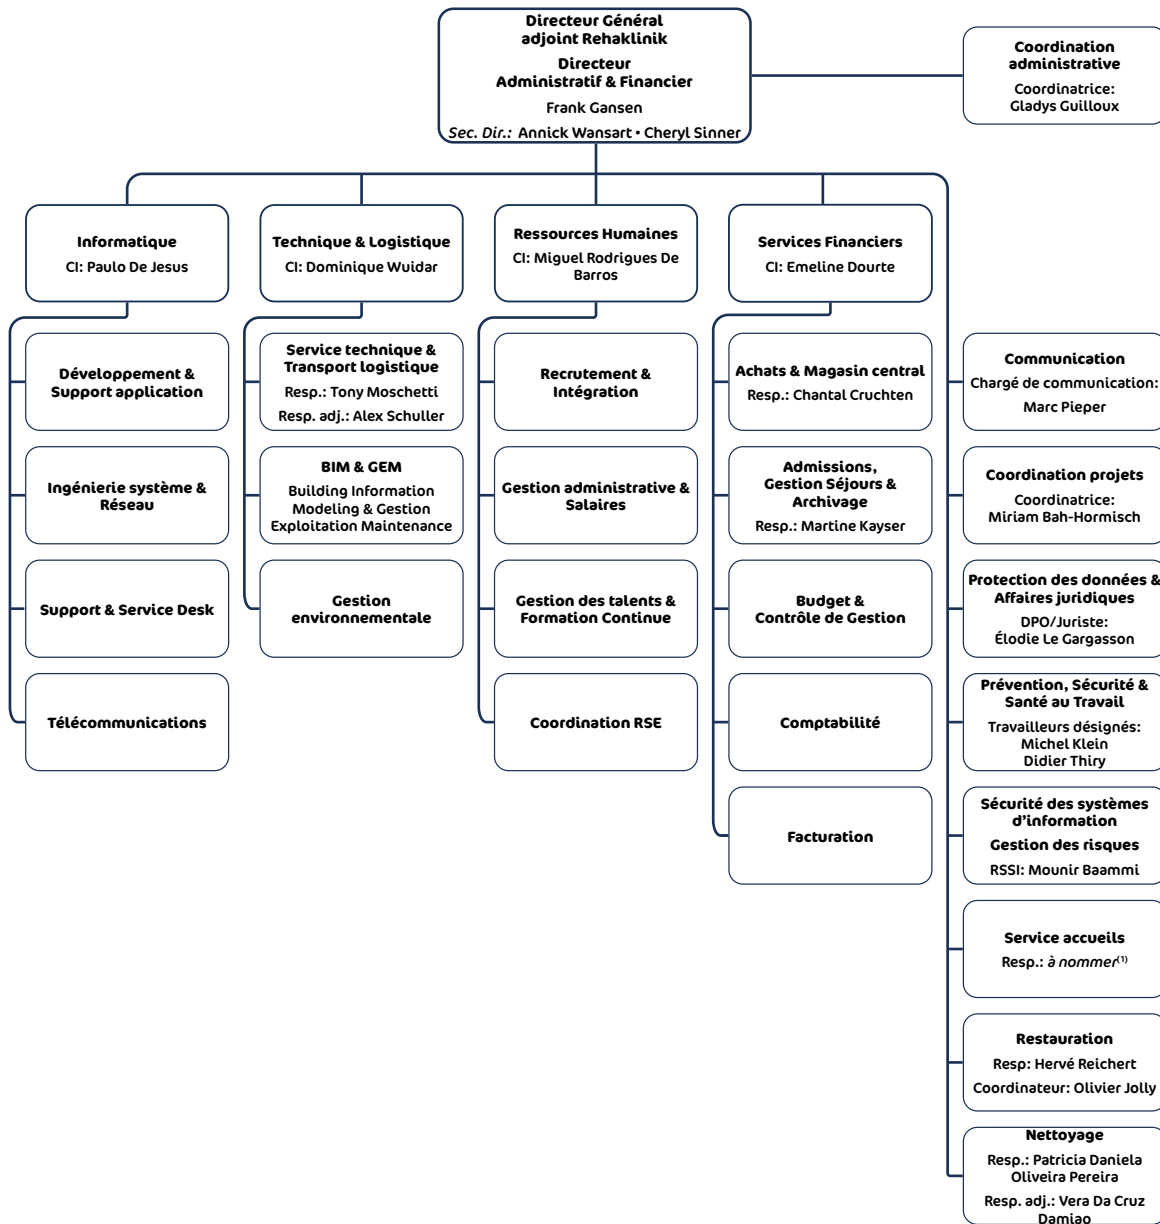 Directeur Général
adjoint Rehaklinik
Directeur
Administratif & Financier
Frank Gansen
Sec. Dir.: Annick Wansart • Cheryl Sinner
Coordination
administrative
Coordinatrice:
Gladys Guilloux
Informatique
CI: Paulo De Jesus
Technique & Logistique
CI: Dominique Wuidar
Ressources Humaines
CI: Miguel Rodrigues De
Barros
Services Financiers
CI: Emeline Dourte
Développement &
Support application
Ingénierie système &
Réseau
Support & Service Desk
Télécommunications
Service technique &
Transport logistique
Resp.: Tony Moschetti
Resp. adj.: Alex Schuller
BIM & GEM
Building Information
Modeling & Gestion
Exploitation Maintenance
Gestion
environnementale
Recrutement &
Intégration
Gestion administrative &
Salaires
Gestion des talents &
Formation Continue
Coordination RSE
Achats & Magasin central
Resp.: Chantal Cruchten
Admissions,
Gestion Séjours &
Archivage
Resp.: Martine Kayser
Budget &
Contrôle de Gestion
Comptabilité
Facturation
Communication
Chargé de communication:
Marc Pieper
Coordination projets
Coordinatrice:
Miriam Bah-Hormisch
Protection des données &
Affaires juridiques
DPO/Juriste:
Élodie Le Gargasson
Prévention, Sécurité &
Santé au Travail
Travailleurs désignés:
Michel Klein
Didier Thiry
Sécurité des systèmes
d’information
Gestion des risques
RSSI: Mounir Baammi
Service accueils
Resp.: à nommer(1)
Restauration
Resp: Hervé Reichert
Coordinateur: Olivier Jolly
Nettoyage
Resp.: Patricia Daniela
Oliveira Pereira
Resp. adj.: Vera Da Cruz
Damiao